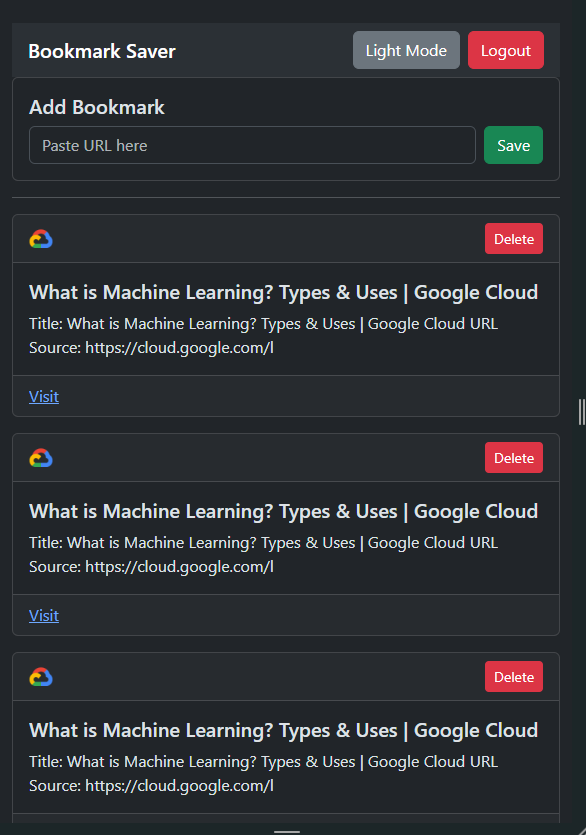 Bookmark Saver
Light Mode
Logout
Add Bookmark
Paste URL here
Save
Delete
What is Machine Learning? Types & Uses | Google Cloud
Title: What is Machine Learning? Types & Uses | Google Cloud URL
Source: https://cloud.google.com/l
Visit
Delete
What is Machine Learning? Types & Uses | Google Cloud
Title: What is Machine Learning? Types & Uses | Google Cloud URL
Source: https://cloud.google.com/l
Visit
Delete
What is Machine Learning? Types & Uses | Google Cloud
Title: What is Machine Learning? Types & Uses | Google Cloud URL
Source: https://cloud.google.com/l